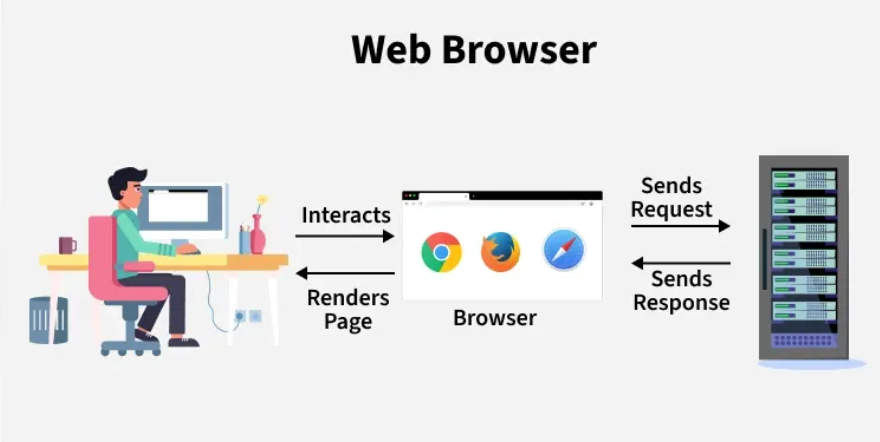 Web Browser
Interacts
Renders
Page
Browser
Sends
Request
Sends
Response